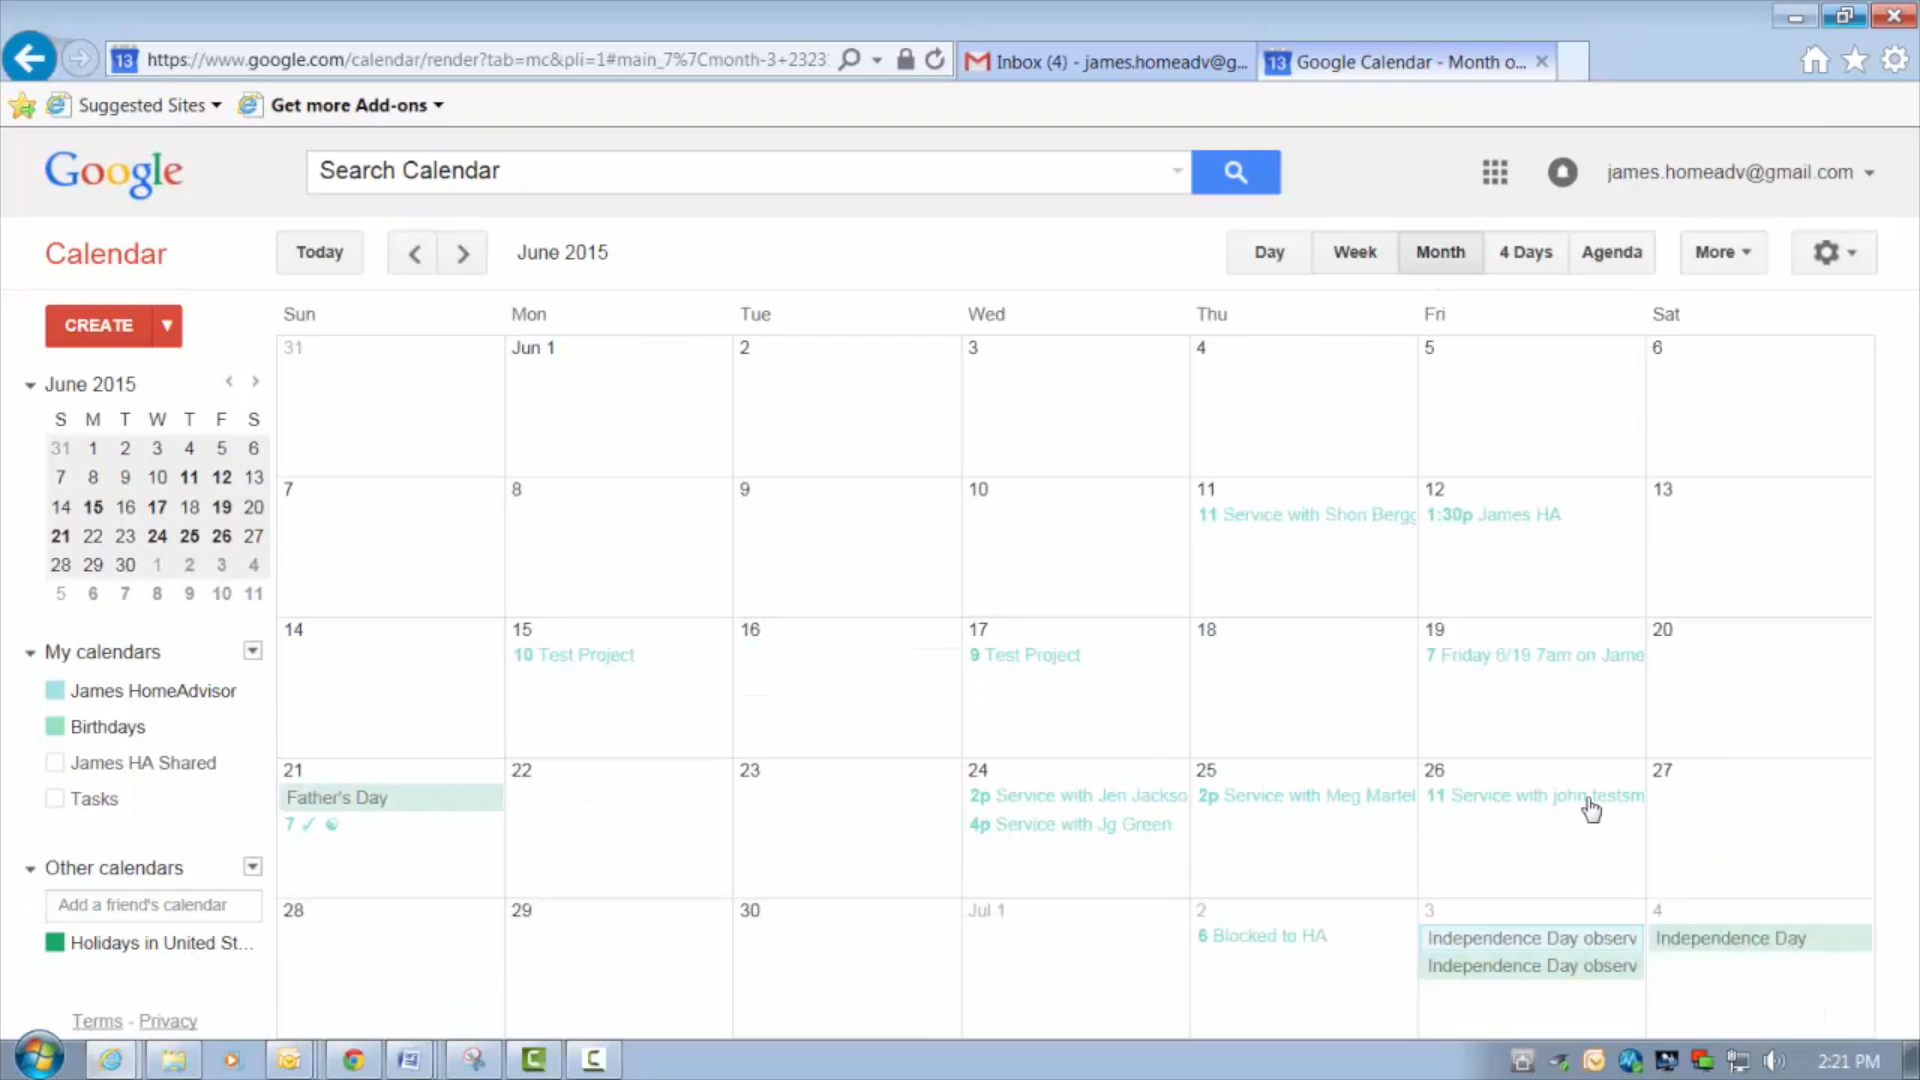 https://www.google.com/calendar/render?tab=mc&pli=1#main_7%7Cmonth-3+2323
Inbox (4) - james.homeadv@g...
13 Google Calendar - Month o...
Suggested Sites
Get more Add-ons
Google
Search Calendar
james.homeadv@gmail.com
Calendar
Today
June 2015
Day Week Month 4 Days Agenda
More
CREATE
Sun Mon Tue Wed Thu Fri Sat
31 Jun 1 2 3 4 5 6
June 2015
S M T W T F S
31 1 2 3 4 5 6
7 8 9 10 11 12 13
14 15 16 17 18 19 20
21 22 23 24 25 26 27
28 29 30 1 2 3 4
5 6 7 8 9 10 11
7 8 9 10 11 12 13
11 Service with Shon Bergg
1:30p James HA
14 15 16 17 18 19 20
10 Test Project
9 Test Project
7 Friday 6/19 7am on Jame
My calendars
James HomeAdvisor
Birthdays
James HA Shared
Tasks
21 22 23 24 25 26 27
Father's Day
7 ✓
2p Service with Jen Jackso
4p Service with Jg Green
2p Service with Meg Martel
11 Service with john testsm
Other calendars
Add a friend's calendar
Holidays in United St...
28 29 30 Jul 1 2 3 4
6 Blocked to HA
Independence Day observ
Independence Day observ
Independence Day
Terms - Privacy
2:21 PM